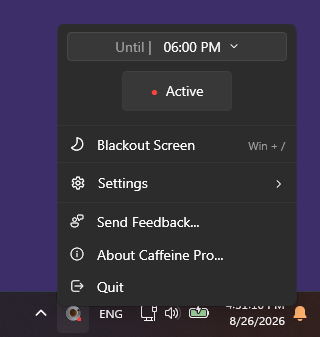 Until | 06:00 PM
Active
Blackout Screen Win + /
Settings
Send Feedback...
About Caffeine Pro...
Quit
ENG
8/26/2026